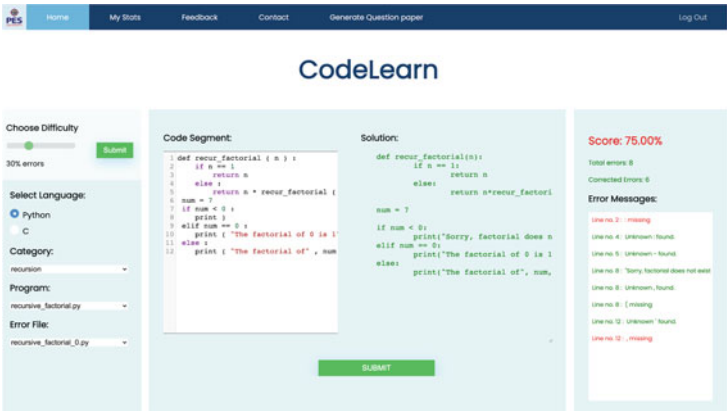 PES
Home
My Stats
Feedback
Contact
Generate Question paper
Log Out
CodeLearn
Choose Difficulty
Submit
30% errors
Select Language:
Python
C
Category:
recursion
Program:
recursive_factorial.py
Error File:
recursive_factorial_0.py
Code Segment:
1 def recur_factorial ( n ) :
2 if n == 1
3 return n
4 else :
5 return n * recur_factorial (
6 num = 7
7 if num < 0 :
8 print )
9 elif num == 0 :
10 print ( "The factorial of 0 is 1"
11 else :
12 print ( "The factorial of" , num
Solution:
def recur_factorial(n):
if n == 1:
return n
else:
return n*recur_factori
num = 7
if num < 0:
print("Sorry, factorial does n
elif num == 0:
print("The factorial of 0 is 1
else:
print("The factorial of", num,
SUBMIT
Score: 75.00%
Total errors: 8
Corrected Errors: 6
Error Messages:
Line no. 2 : : missing
Line no. 4 : Unknown : found.
Line no. 5 : Unknown - found.
Line no. 8 : "Sorry, factorial does not exist
Line no. 8 : Unknown , found.
Line no. 8 : ( missing
Line no. 12 : Unknown ' found.
Line no. 12 : , missing